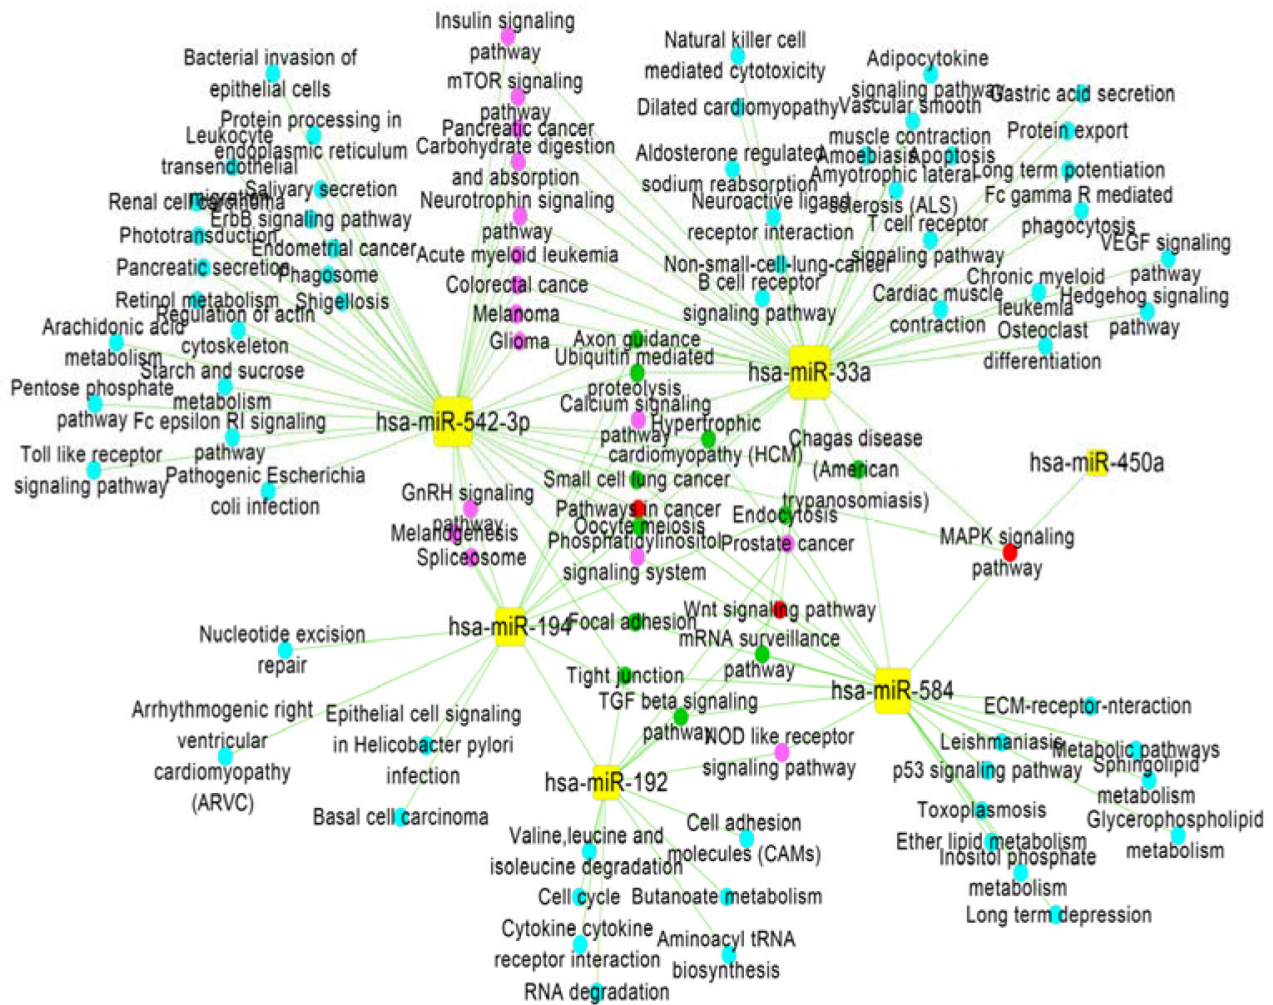 Insulin signaling
pathway
mTOR signaling
pathway
Pancreatic cancer
Carbohydrate digestion
and absorption
Neurotrophin signaling
pathway
Acute myeloid leukemia
Colorectal cance
Melanoma
Glioma
Bacterial invasion of
epithelial cells
Protein processing in
endoplasmic reticulum
Leukocyte
transendothelial
migration
Salivary secretion
Renal cell carcinoma
ErbB signaling pathway
Phototransduction
Endometrial cancer
Pancreatic secretion
Phagosome
Retinol metabolism
Shigellosis
Regulation of actin
cytoskeleton
Arachidonic acid
metabolism
Starch and sucrose
metabolism
Pentose phosphate
pathway
Fc epsilon RI signaling
pathway
Toll like receptor
signaling pathway
Pathogenic Escherichia
coli infection
hsa-miR-542-3p
Natural killer cell
mediated cytotoxicity
Dilated cardiomyopathy
Aldosterone regulated
sodium reabsorption
Neuroactive ligand
receptor interaction
Non-small-cell-lung-cancer
B cell receptor
signaling pathway
Adipocytokine
signaling pathway
Vascular smooth
muscle contraction
Amoebiasis
Apoptosis
Amyotrophic lateral
sclerosis (ALS)
T cell receptor
signaling pathway
Cardiac muscle
contraction
Gastric acid secretion
Protein export
Long term potentiation
Fc gamma R mediated
phagocytosis
VEGF signaling
pathway
Chronic myeloid
leukemia
Hedgehog signaling
pathway
Osteoclast
differentiation
hsa-miR-33a
Axon guidance
Ubiquitin mediated
proteolysis
Calcium signaling
pathway
Hypertrophic
cardiomyopathy (HCM)
Chagas disease
(American
trypanosomiasis)
Small cell lung cancer
Pathways in cancer
Oocyte meiosis
Endocytosis
Phosphatidylinositol
signaling system
Prostate cancer
GnRH signaling
pathway
Melanogenesis
Spliceosome
hsa-miR-450a
MAPK signaling
pathway
Wnt signaling pathway
Focal adhesion
mRNA surveillance
pathway
Tight junction
TGF beta signaling
pathway
NOD like receptor
signaling pathway
hsa-miR-194
Nucleotide excision
repair
Arrhythmogenic right
ventricular
cardiomyopathy
(ARVC)
Epithelial cell signaling
in Helicobacter pylori
infection
Basal cell carcinoma
hsa-miR-192
Valine,leucine and
isoleucine degradation
Cell adhesion
molecules (CAMs)
Cell cycle
Butanoate metabolism
Cytokine cytokine
receptor interaction
Aminoacyl tRNA
biosynthesis
RNA degradation
hsa-miR-584
ECM-receptor-nteraction
Leishmaniasis
Metabolic pathways
p53 signaling pathway
Sphingolipid
metabolism
Toxoplasmosis
Glycerophospholipid
metabolism
Ether lipid metabolism
Inositol phosphate
metabolism
Long term depression